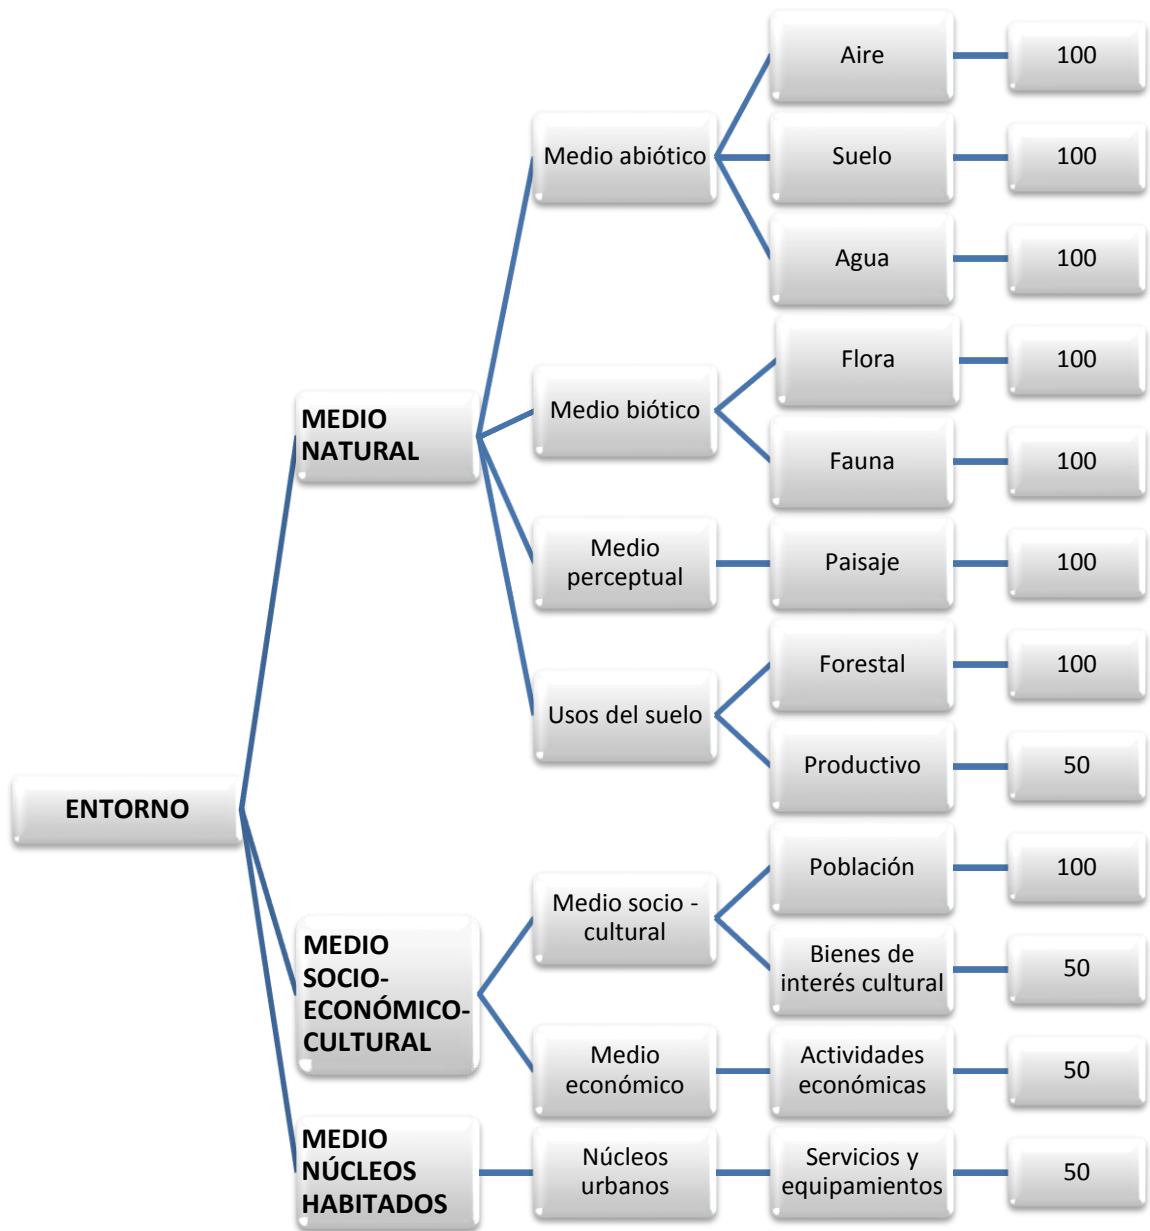 Aire
100
Medio abiótico
Suelo
100
Agua
100
Flora
100
MEDIO
NATURAL
Medio biótico
Fauna
100
Medio
perceptual
Paisaje
100
Forestal
100
Usos del suelo
Productivo
50
ENTORNO
Población
100
Medio socio -
cultural
MEDIO
SOCIO-
ECONÓMICO-
CULTURAL
Bienes de
interés cultural
50
Medio
económico
Actividades
económicas
50
MEDIO
NÚCLEOS
HABITADOS
Núcleos
urbanos
Servicios y
equipamientos
50